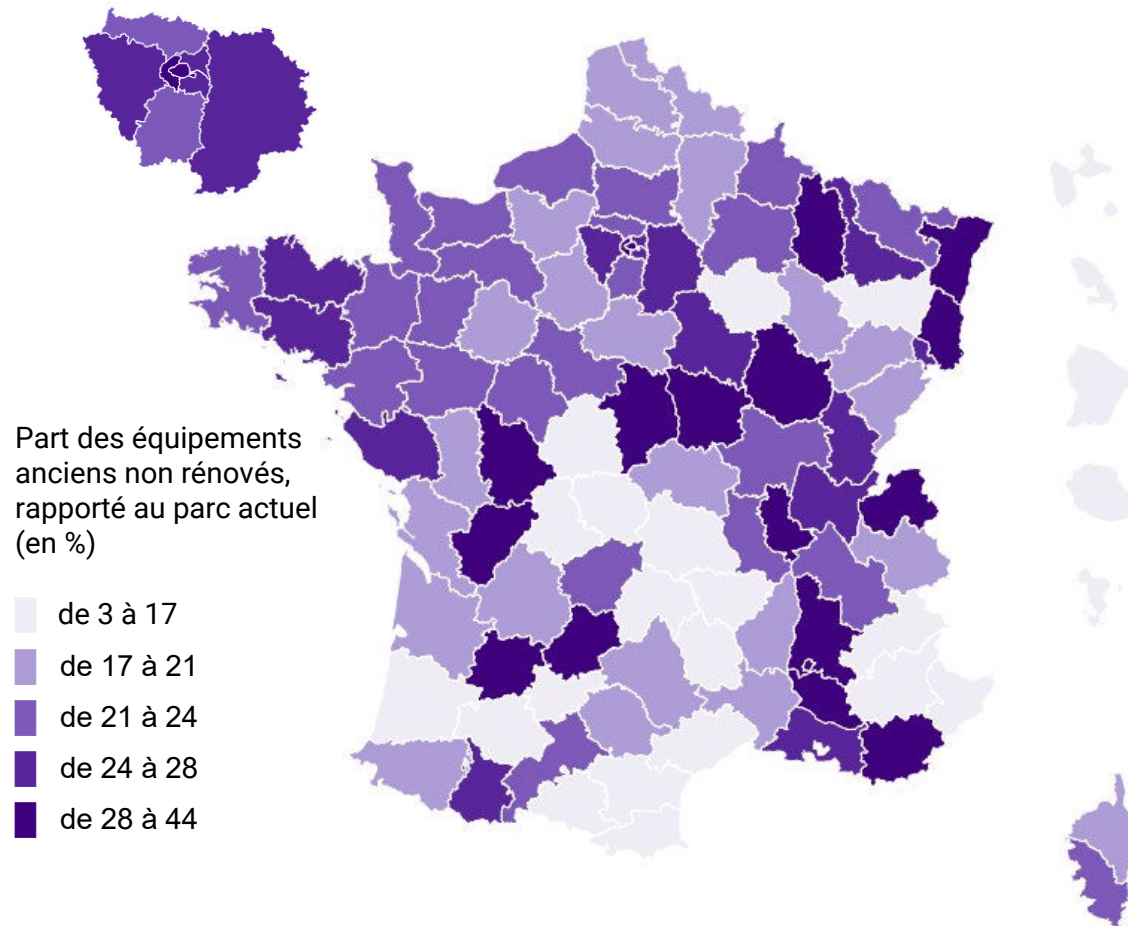 Part des équipements
anciens non rénovés,
rapporté au parc actuel
(en %)
de 3 à 17
de 17 à 21
de 21 à 24
de 24 à 28
de 28 à 44